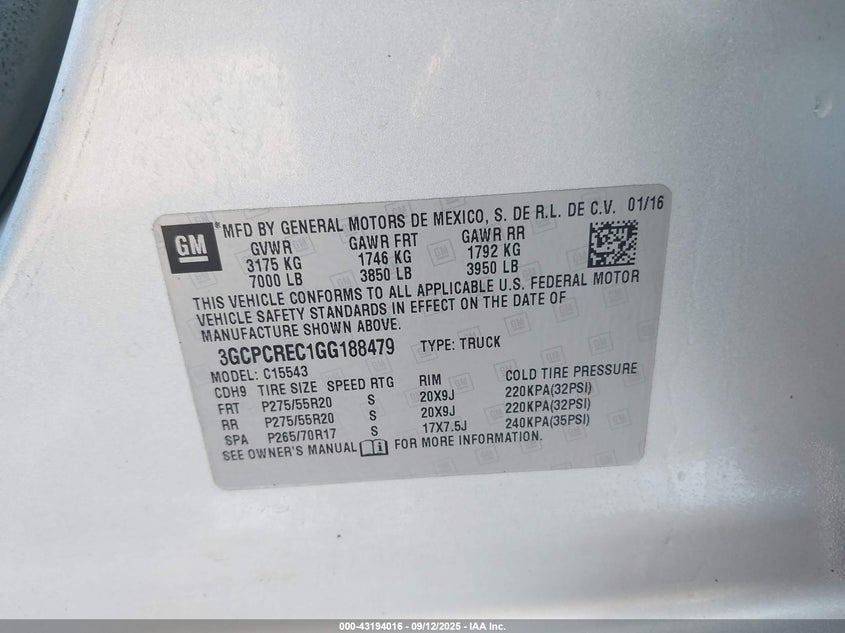 GM
*MFD BY GENERAL MOTORS DE MEXICO, S. DE R.L. DE C.V. 01/16
GVWR GAWR FRT GAWR RR
3175 KG 1746 KG 1792 KG
7000 LB 3850 LB 3950 LB
THIS VEHICLE CONFORMS TO ALL APPLICABLE U.S. FEDERAL MOTOR
VEHICLE SAFETY STANDARDS IN EFFECT ON THE DATE OF
MANUFACTURE SHOWN ABOVE.
3GCPCREC1GG188479 TYPE: TRUCK
MODEL: C15543
CDH9 TIRE SIZE SPEED RTG RIM COLD TIRE PRESSURE
FRT P275/55R20 S 20X9J 220KPA(32PSI)
RR P275/55R20 S 20X9J 220KPA(32PSI)
SPA P265/70R17 S 17X7.5J 240KPA(35PSI)
SEE OWNER'S MANUAL FOR MORE INFORMATION.
000-43194016 - 09/12/2025 - IAA Inc.